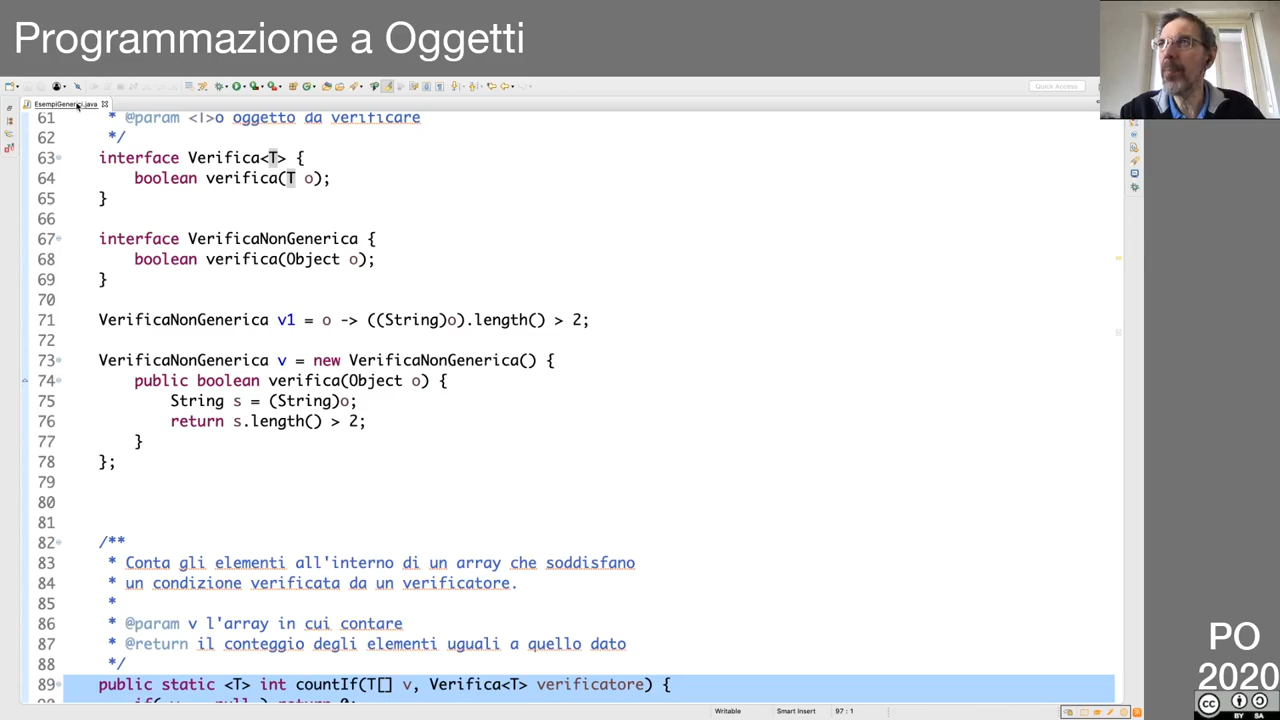 Programmazione a Oggetti
Quick Access
EsempiGenerici.java
61 * @param <!>o oggetto da verificare
62 */
63 interface Verifica<T> {
64 boolean verifica(T o);
65 }
66
67 interface VerificaNonGenerica {
68 boolean verifica(Object o);
69 }
70
71 VerificaNonGenerica v1 = o -> ((String)o).length() > 2;
72
73 VerificaNonGenerica v = new VerificaNonGenerica() {
74 public boolean verifica(Object o) {
75 String s = (String)o;
76 return s.length() > 2;
77 }
78 };
79
80
81
82 /**
83 * Conta gli elementi all'interno di un array che soddisfano
84 * un condizione verificata da un verificatore.
85 *
86 * @param v l'array in cui contare
87 * @return il conteggio degli elementi uguali a quello dato
88 */
89 public static <T> int countIf(T[] v, Verifica<T> verificatore) {
Writable Smart Insert 97 : 1
PO
2020
CC BY SA